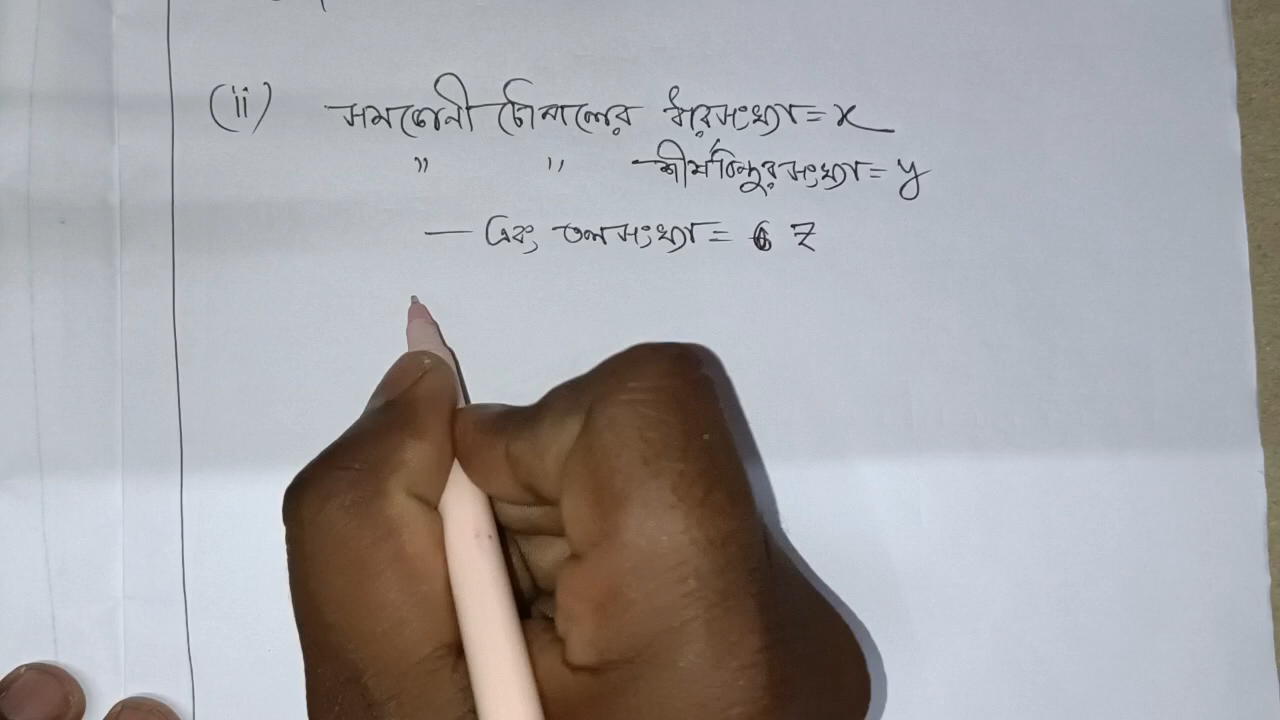 (ii) সমকোনী চৌপলের ধারসংখ্যা = x
" " শীর্ষবিন্দুর সংখ্যা = y
— এবং তলসংখ্যা = z